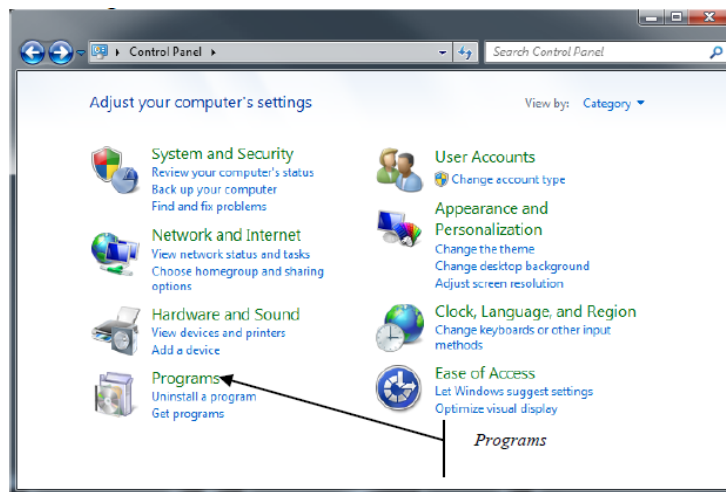 Control Panel
Search Control Panel
Adjust your computer's settings
View by: Category
System and Security
Review your computer's status
Back up your computer
Find and fix problems
Network and Internet
View network status and tasks
Choose homegroup and sharing
options
Hardware and Sound
View devices and printers
Add a device
Programs
Uninstall a program
Get programs
User Accounts
Change account type
Appearance and
Personalization
Change the theme
Change desktop background
Adjust screen resolution
Clock, Language, and Region
Change keyboards or other input
methods
Ease of Access
Let Windows suggest settings
Optimize visual display
Programs